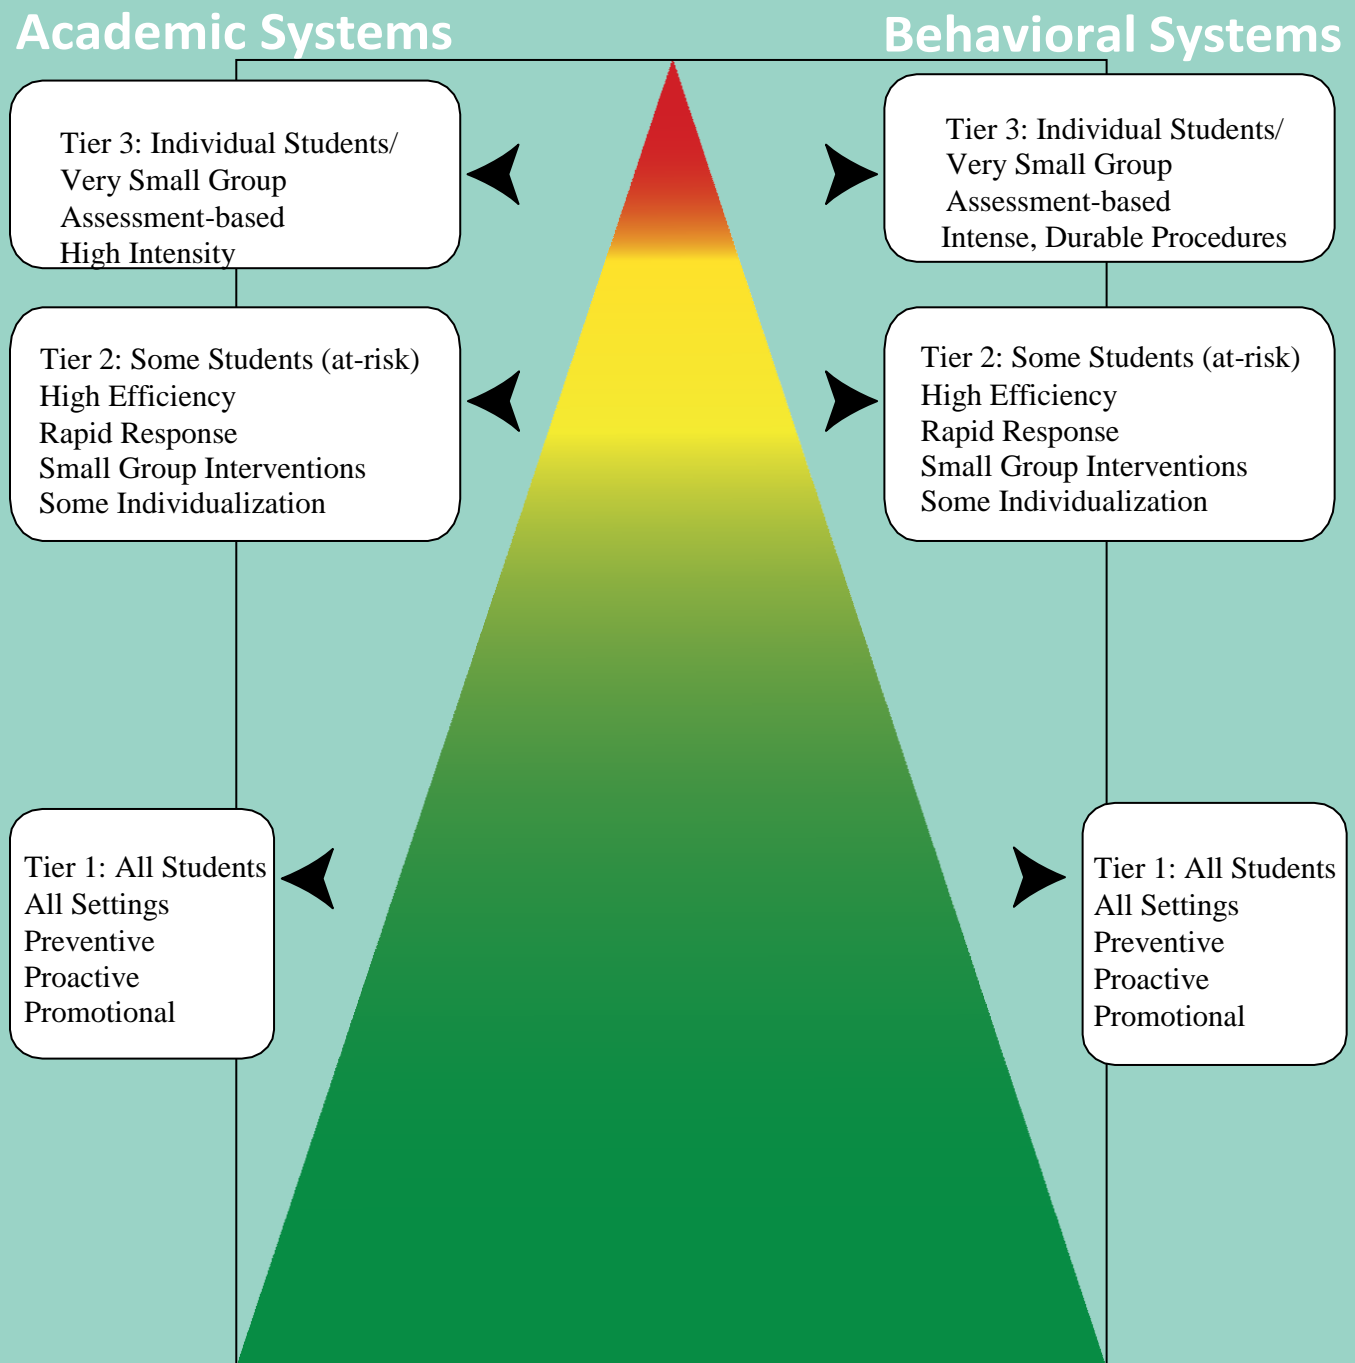 Academic Systems
Behavioral Systems
Tier 3: Individual Students/
Very Small Group
Assessment-based
High Intensity
Tier 3: Individual Students/
Very Small Group
Assessment-based
Intense, Durable Procedures
Tier 2: Some Students (at-risk)
High Efficiency
Rapid Response
Small Group Interventions
Some Individualization
Tier 2: Some Students (at-risk)
High Efficiency
Rapid Response
Small Group Interventions
Some Individualization
Tier 1: All Students
All Settings
Preventive
Proactive
Promotional
Tier 1: All Students
All Settings
Preventive
Proactive
Promotional